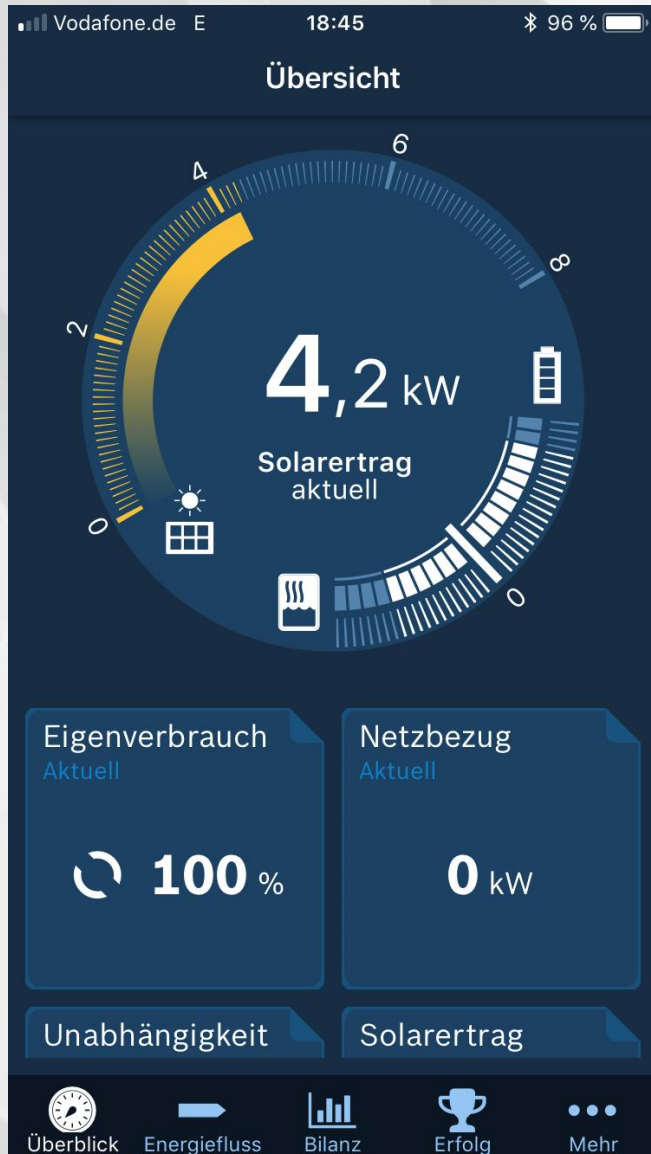 Vodafone.de E 18:45 96 %
Übersicht
6
4
8
2
4,2 kW
Solarertrag
aktuell
0
0
Eigenverbrauch
Aktuell
100 %
Netzbezug
Aktuell
0 kW
Unabhängigkeit
Solarertrag
Überblick Energiefluss Bilanz Erfolg Mehr